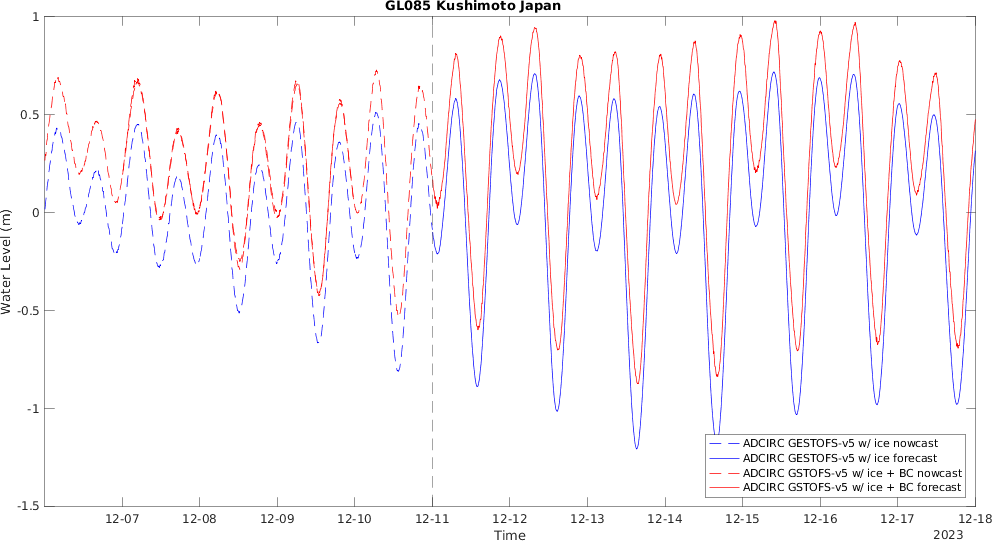 GL085 Kushimoto Japan
1
0.5
0
-0.5
-1
-1.5
Water Level (m)
ADCIRC GESTOFS-v5 w/ ice nowcast
ADCIRC GESTOFS-v5 w/ ice forecast
ADCIRC GSTOFS-v5 w/ ice + BC nowcast
ADCIRC GSTOFS-v5 w/ ice + BC forecast
12-07 12-08 12-09 12-10 12-11 12-12 12-13 12-14 12-15 12-16 12-17 12-18
Time
2023